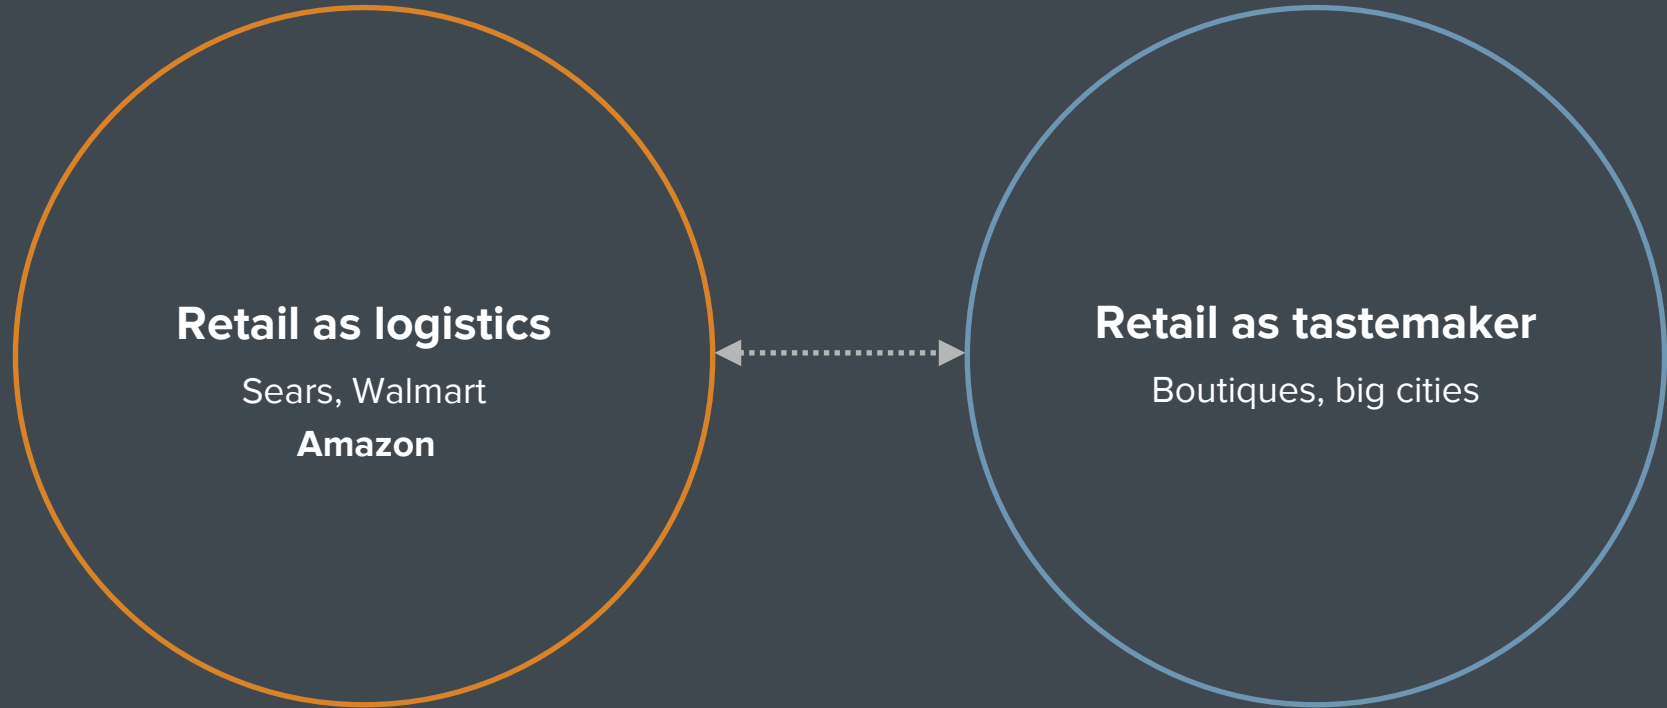 Retail as logistics
Sears, Walmart
Amazon
Retail as tastemaker
Boutiques, big cities